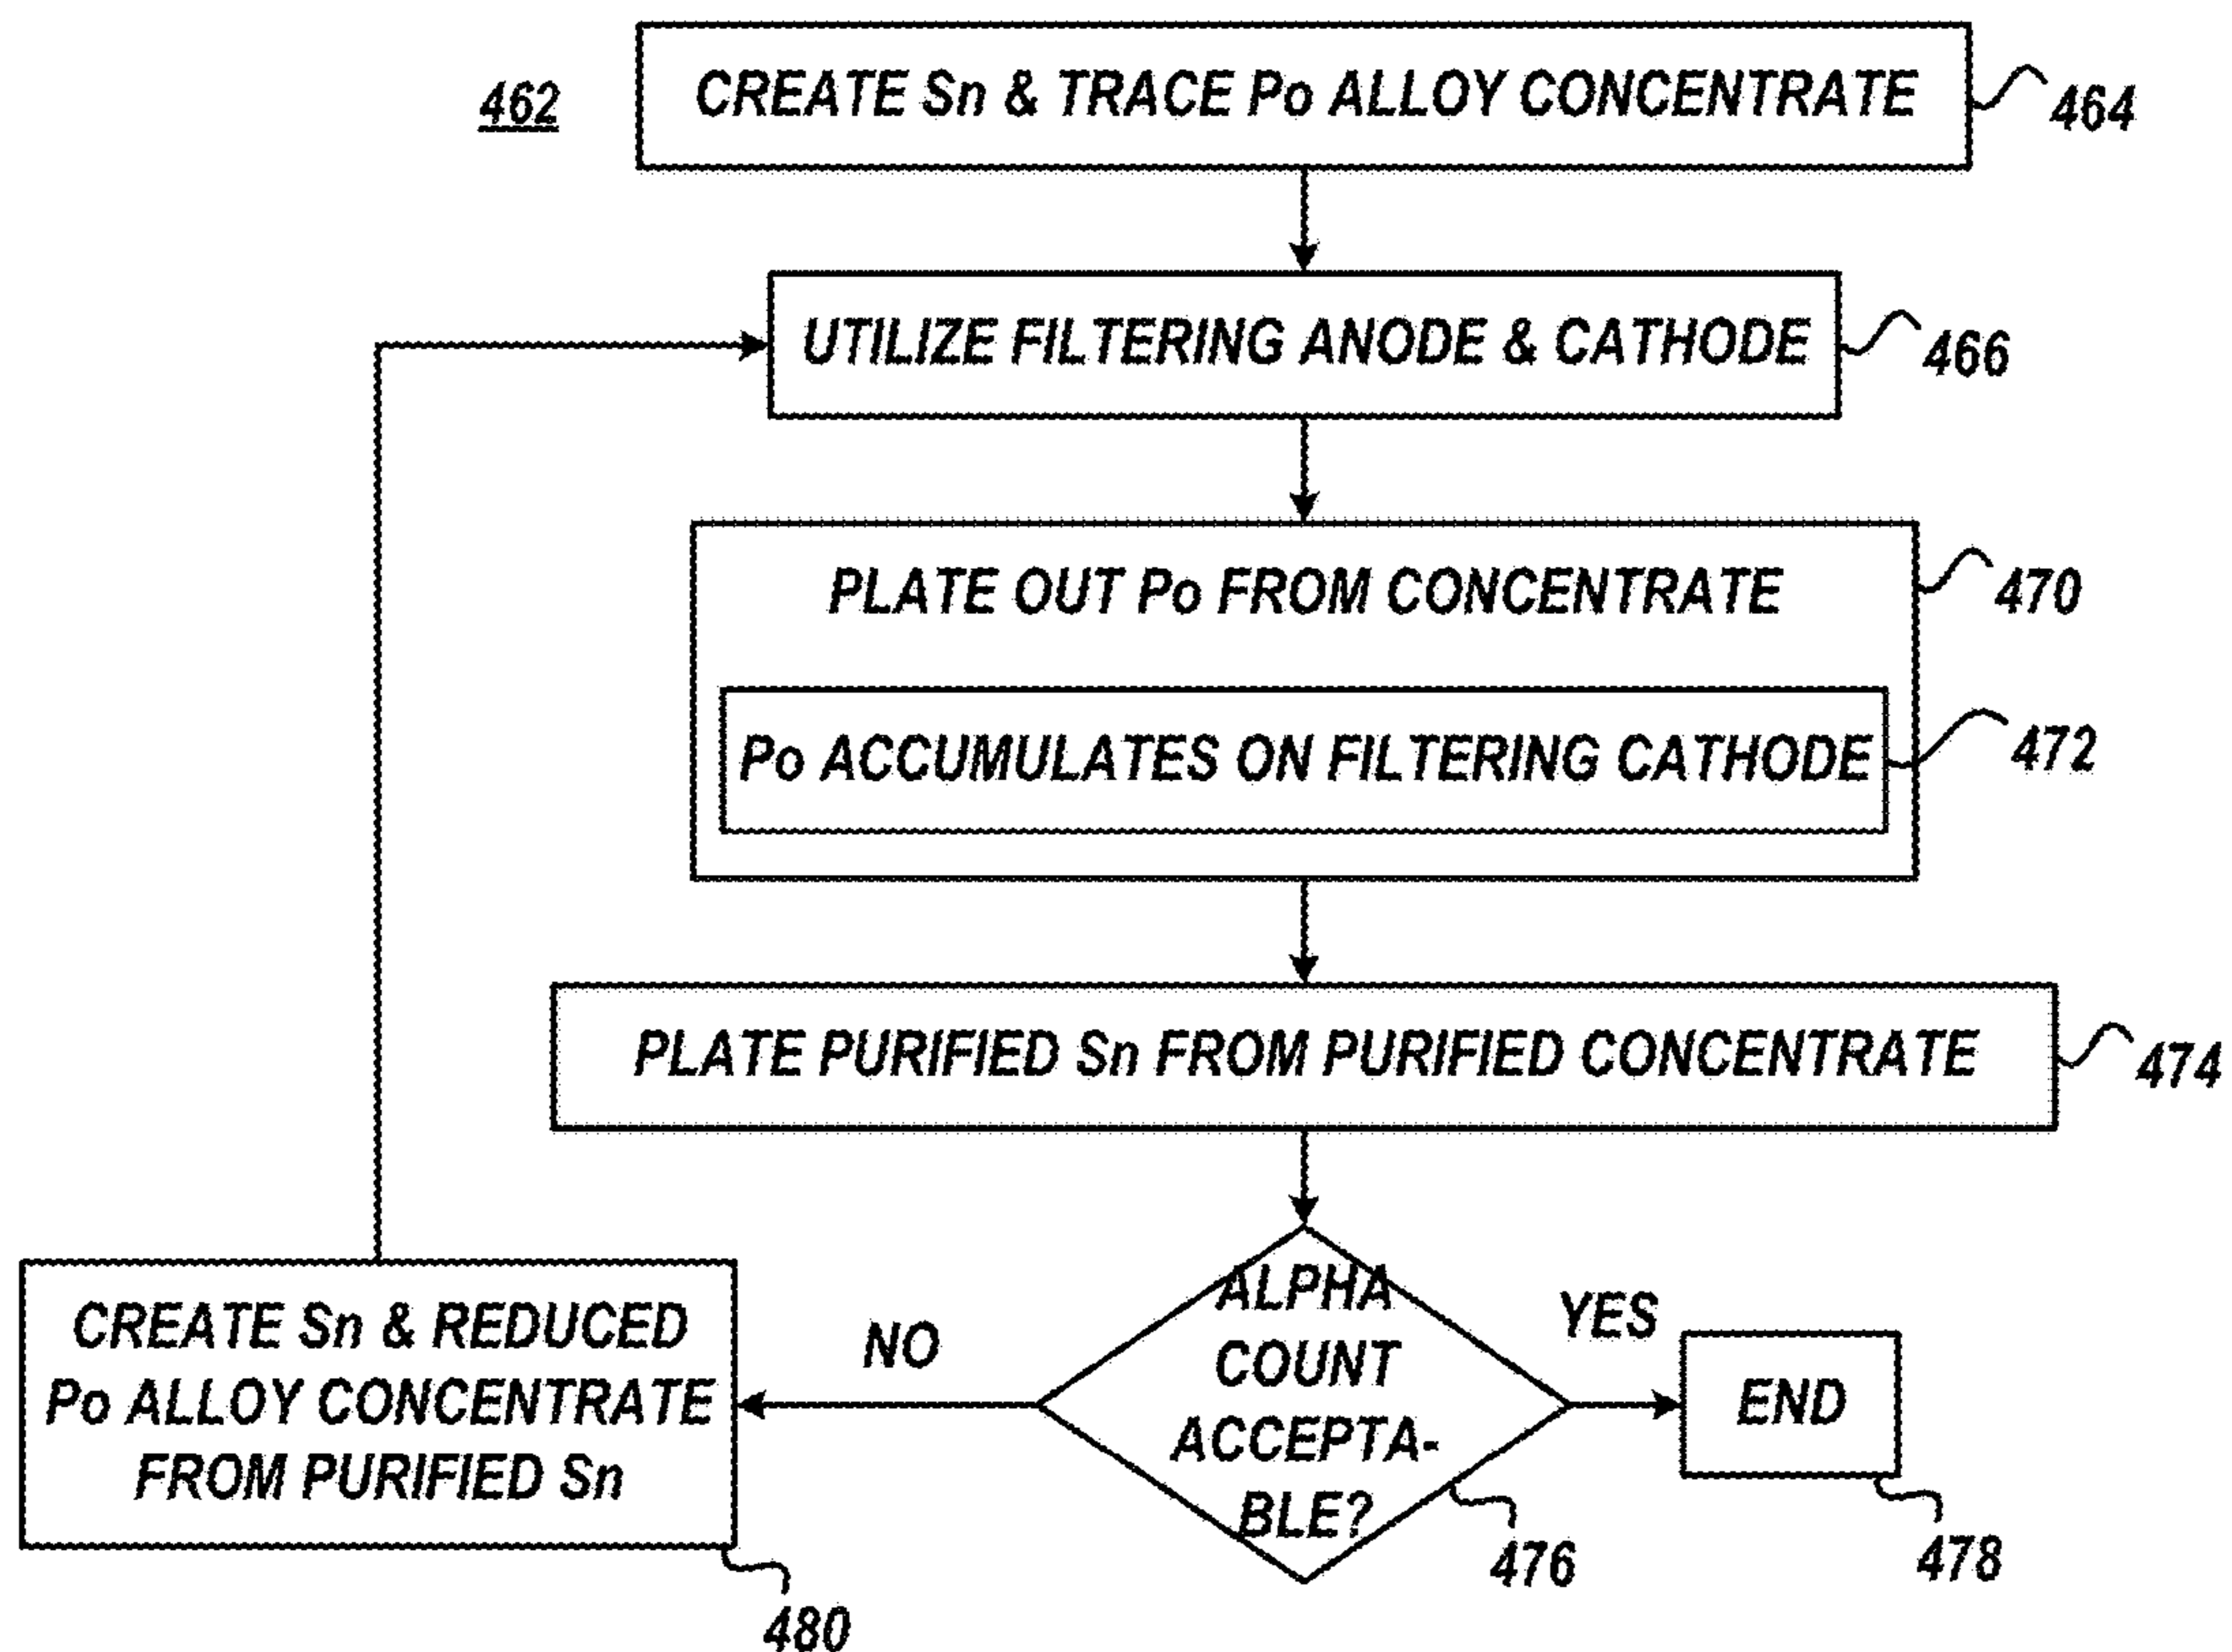 462
CREATE Sn & TRACE Po ALLOY CONCENTRATE
464
UTILIZE FILTERING ANODE & CATHODE
466
PLATE OUT Po FROM CONCENTRATE
470
Po ACCUMULATES ON FILTERING CATHODE
472
PLATE PURIFIED Sn FROM PURIFIED CONCENTRATE
474
ALPHA
COUNT
ACCEPTA-
BLE?
476
YES
END
478
NO
CREATE Sn & REDUCED
Po ALLOY CONCENTRATE
FROM PURIFIED Sn
480